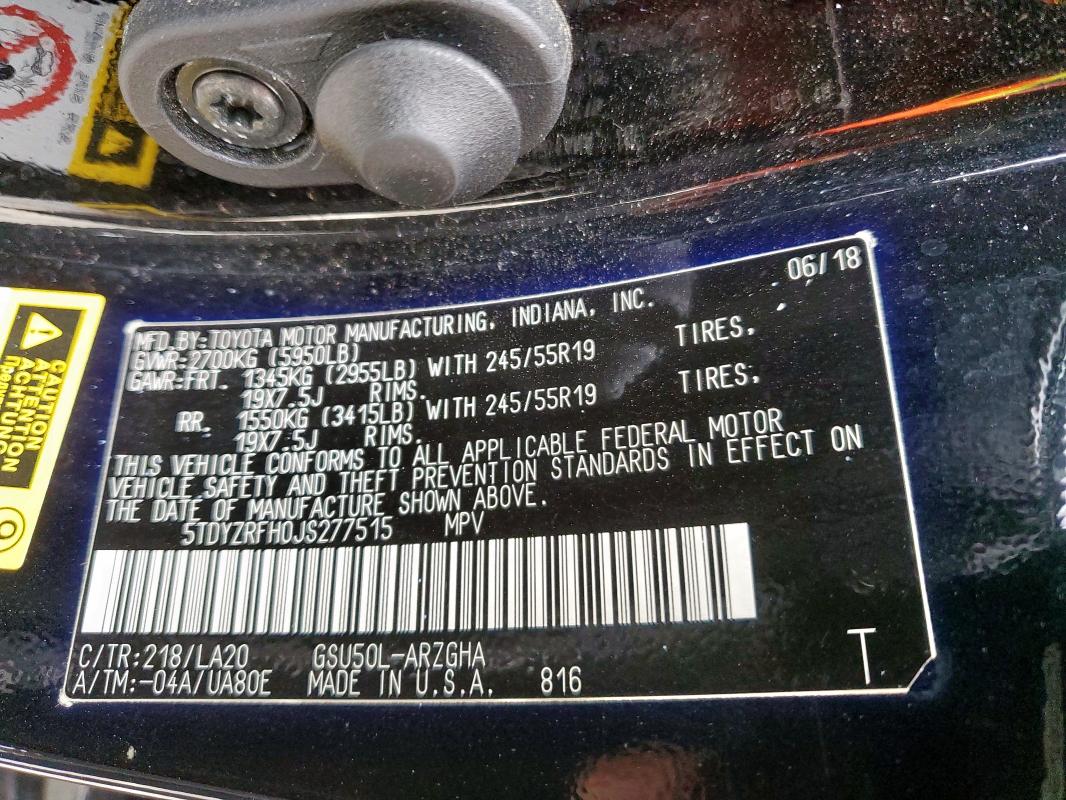 06/18
MFD.BY:TOYOTA MOTOR MANUFACTURING, INDIANA, INC.
GVWR:2700KG (5950LB)
GAWR:FRT. 1345KG (2955LB) WITH 245/55R19 TIRES,
19X7.5J RIMS.
RR. 1550KG (3415LB) WITH 245/55R19 TIRES,
19X7.5J RIMS.
THIS VEHICLE CONFORMS TO ALL APPLICABLE FEDERAL MOTOR
VEHICLE SAFETY AND THEFT PREVENTION STANDARDS IN EFFECT ON
THE DATE OF MANUFACTURE SHOWN ABOVE.
5TDYZRFH0JS277515 MPV
C/TR:218/LA20 GSU50L-ARZGHA
A/TM:-04A/UA80E MADE IN U.S.A. 816 T
CAUTION
ATTENTION
ACHTUNG